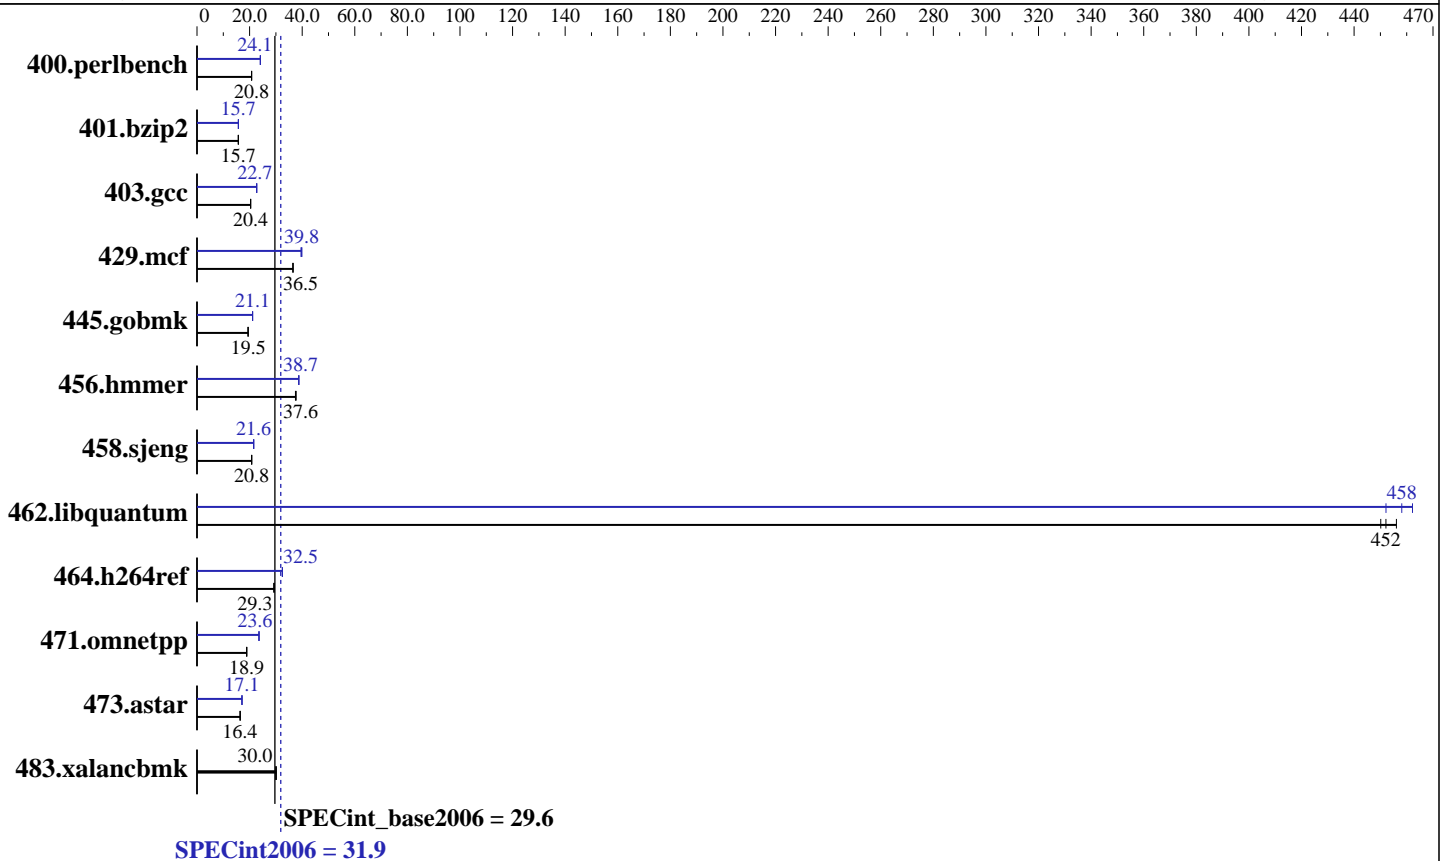 0 20.0 40.0 60.0 80.0 100 120 140 160 180 200 220 240 260 280 300 320 340 360 380 400 420 440 470
400.perlbench
24.1
20.8
401.bzip2
15.7
15.7
403.gcc
22.7
20.4
429.mcf
39.8
36.5
445.gobmk
21.1
19.5
456.hmmer
38.7
37.6
458.sjeng
21.6
20.8
462.libquantum
458
452
464.h264ref
32.5
29.3
471.omnetpp
23.6
18.9
473.astar
17.1
16.4
483.xalancbmk
30.0
SPECint_base2006 = 29.6
SPECint2006 = 31.9